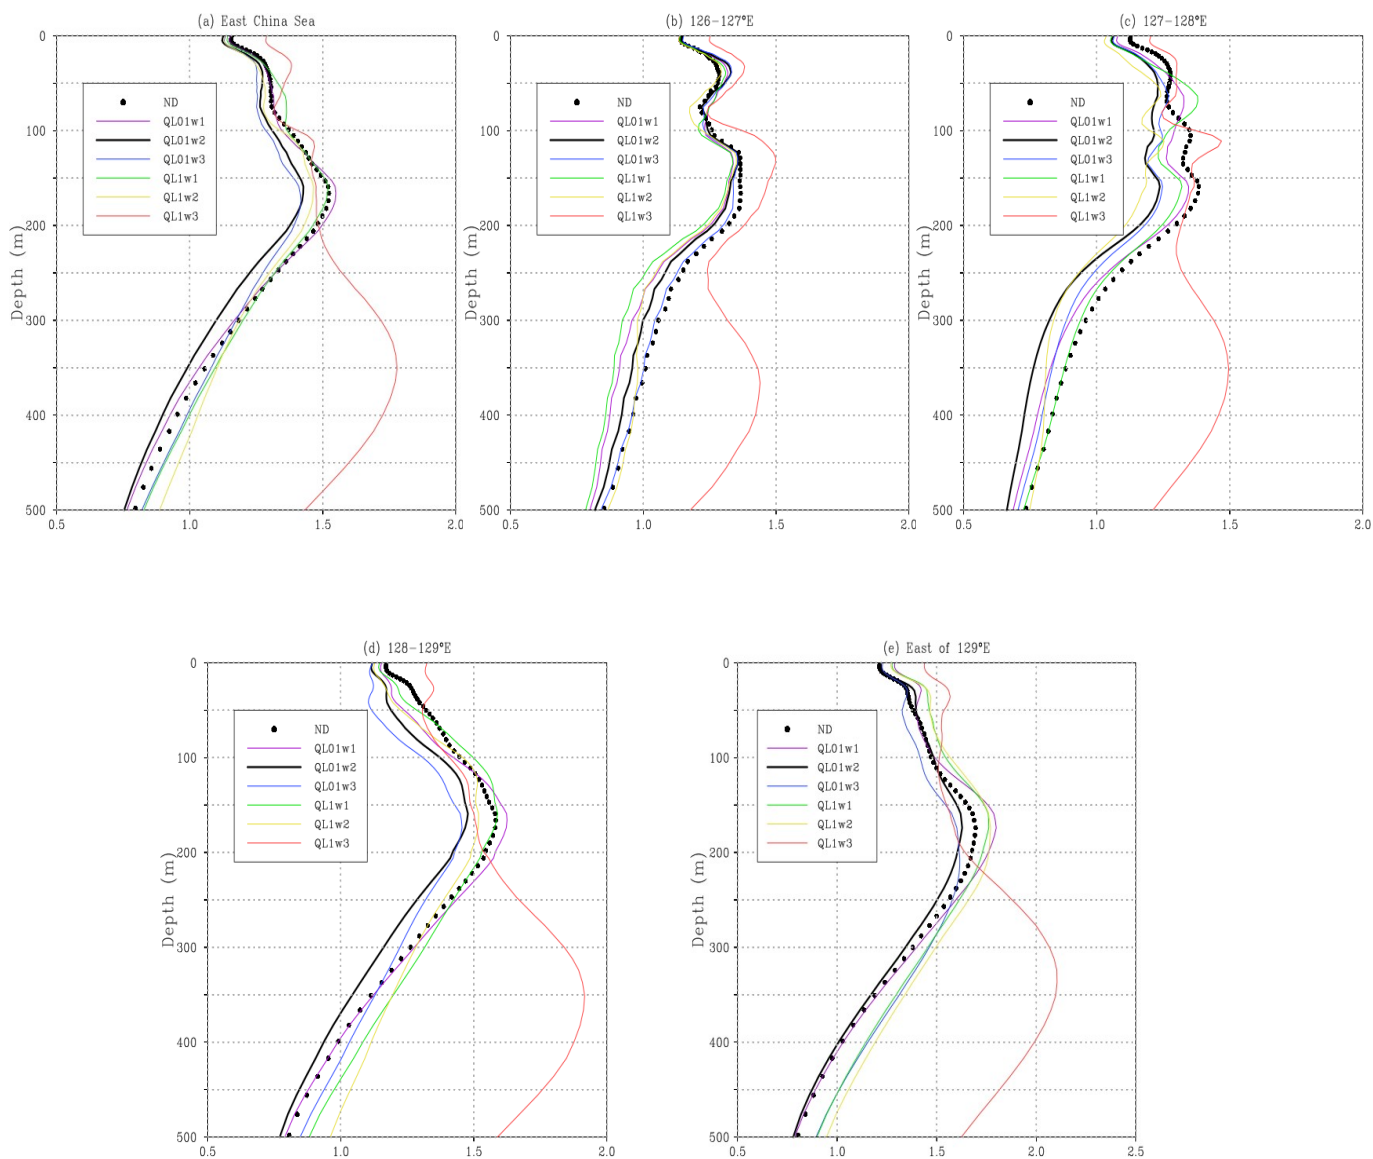 (a) East China Sea
0
100
200
300
400
500
Depth (m)
ND
QL01w1
QL01w2
QL01w3
QL1w1
QL1w2
QL1w3
0.5
1.0
1.5
2.0
(b) 126-127°E
0
100
200
300
400
500
Depth (m)
ND
QL01w1
QL01w2
QL01w3
QL1w1
QL1w2
QL1w3
0.5
1.0
1.5
2.0
(c) 127-128°E
0
100
200
300
400
500
Depth (m)
ND
QL01w1
QL01w2
QL01w3
QL1w1
QL1w2
QL1w3
0.5
1.0
1.5
2.0
(d) 128-129°E
0
100
200
300
400
500
Depth (m)
ND
QL01w1
QL01w2
QL01w3
QL1w1
QL1w2
QL1w3
0.5
1.0
1.5
2.0
(e) East of 129°E
0
100
200
300
400
500
Depth (m)
ND
QL01w1
QL01w2
QL01w3
QL1w1
QL1w2
QL1w3
0.5
1.0
1.5
2.0
2.5